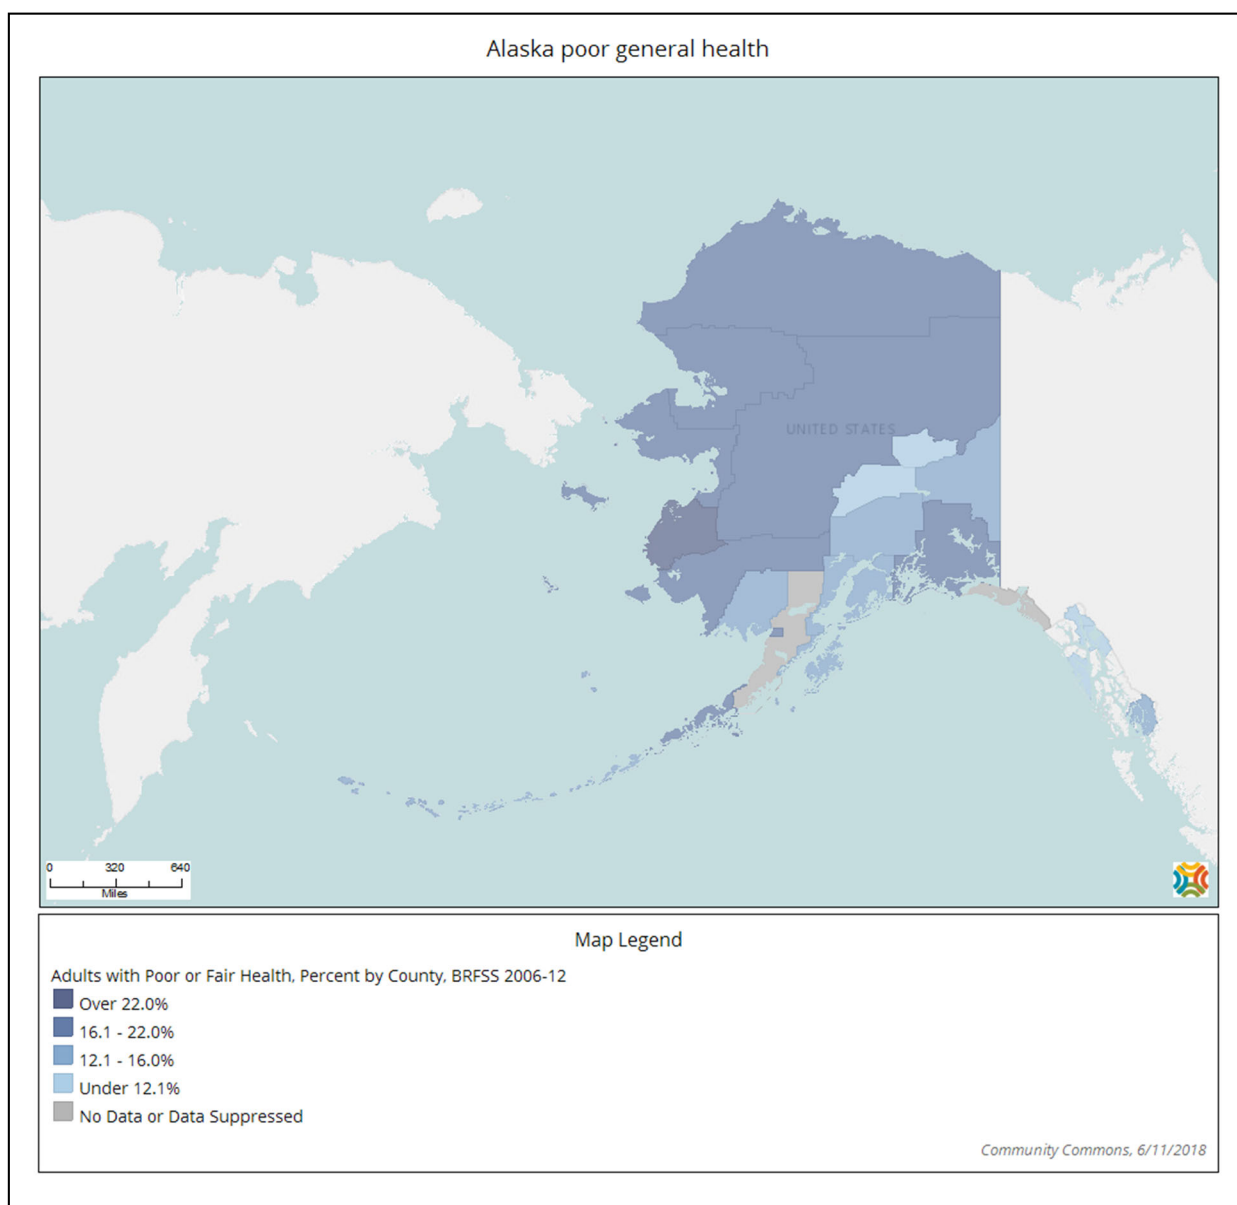 Alaska poor general health
UNITED STATES
0 320 640
Miles
Map Legend
Adults with Poor or Fair Health, Percent by County, BRFSS 2006-12
Over 22.0%
16.1 - 22.0%
12.1 - 16.0%
Under 12.1%
No Data or Data Suppressed
Community Commons, 6/11/2018